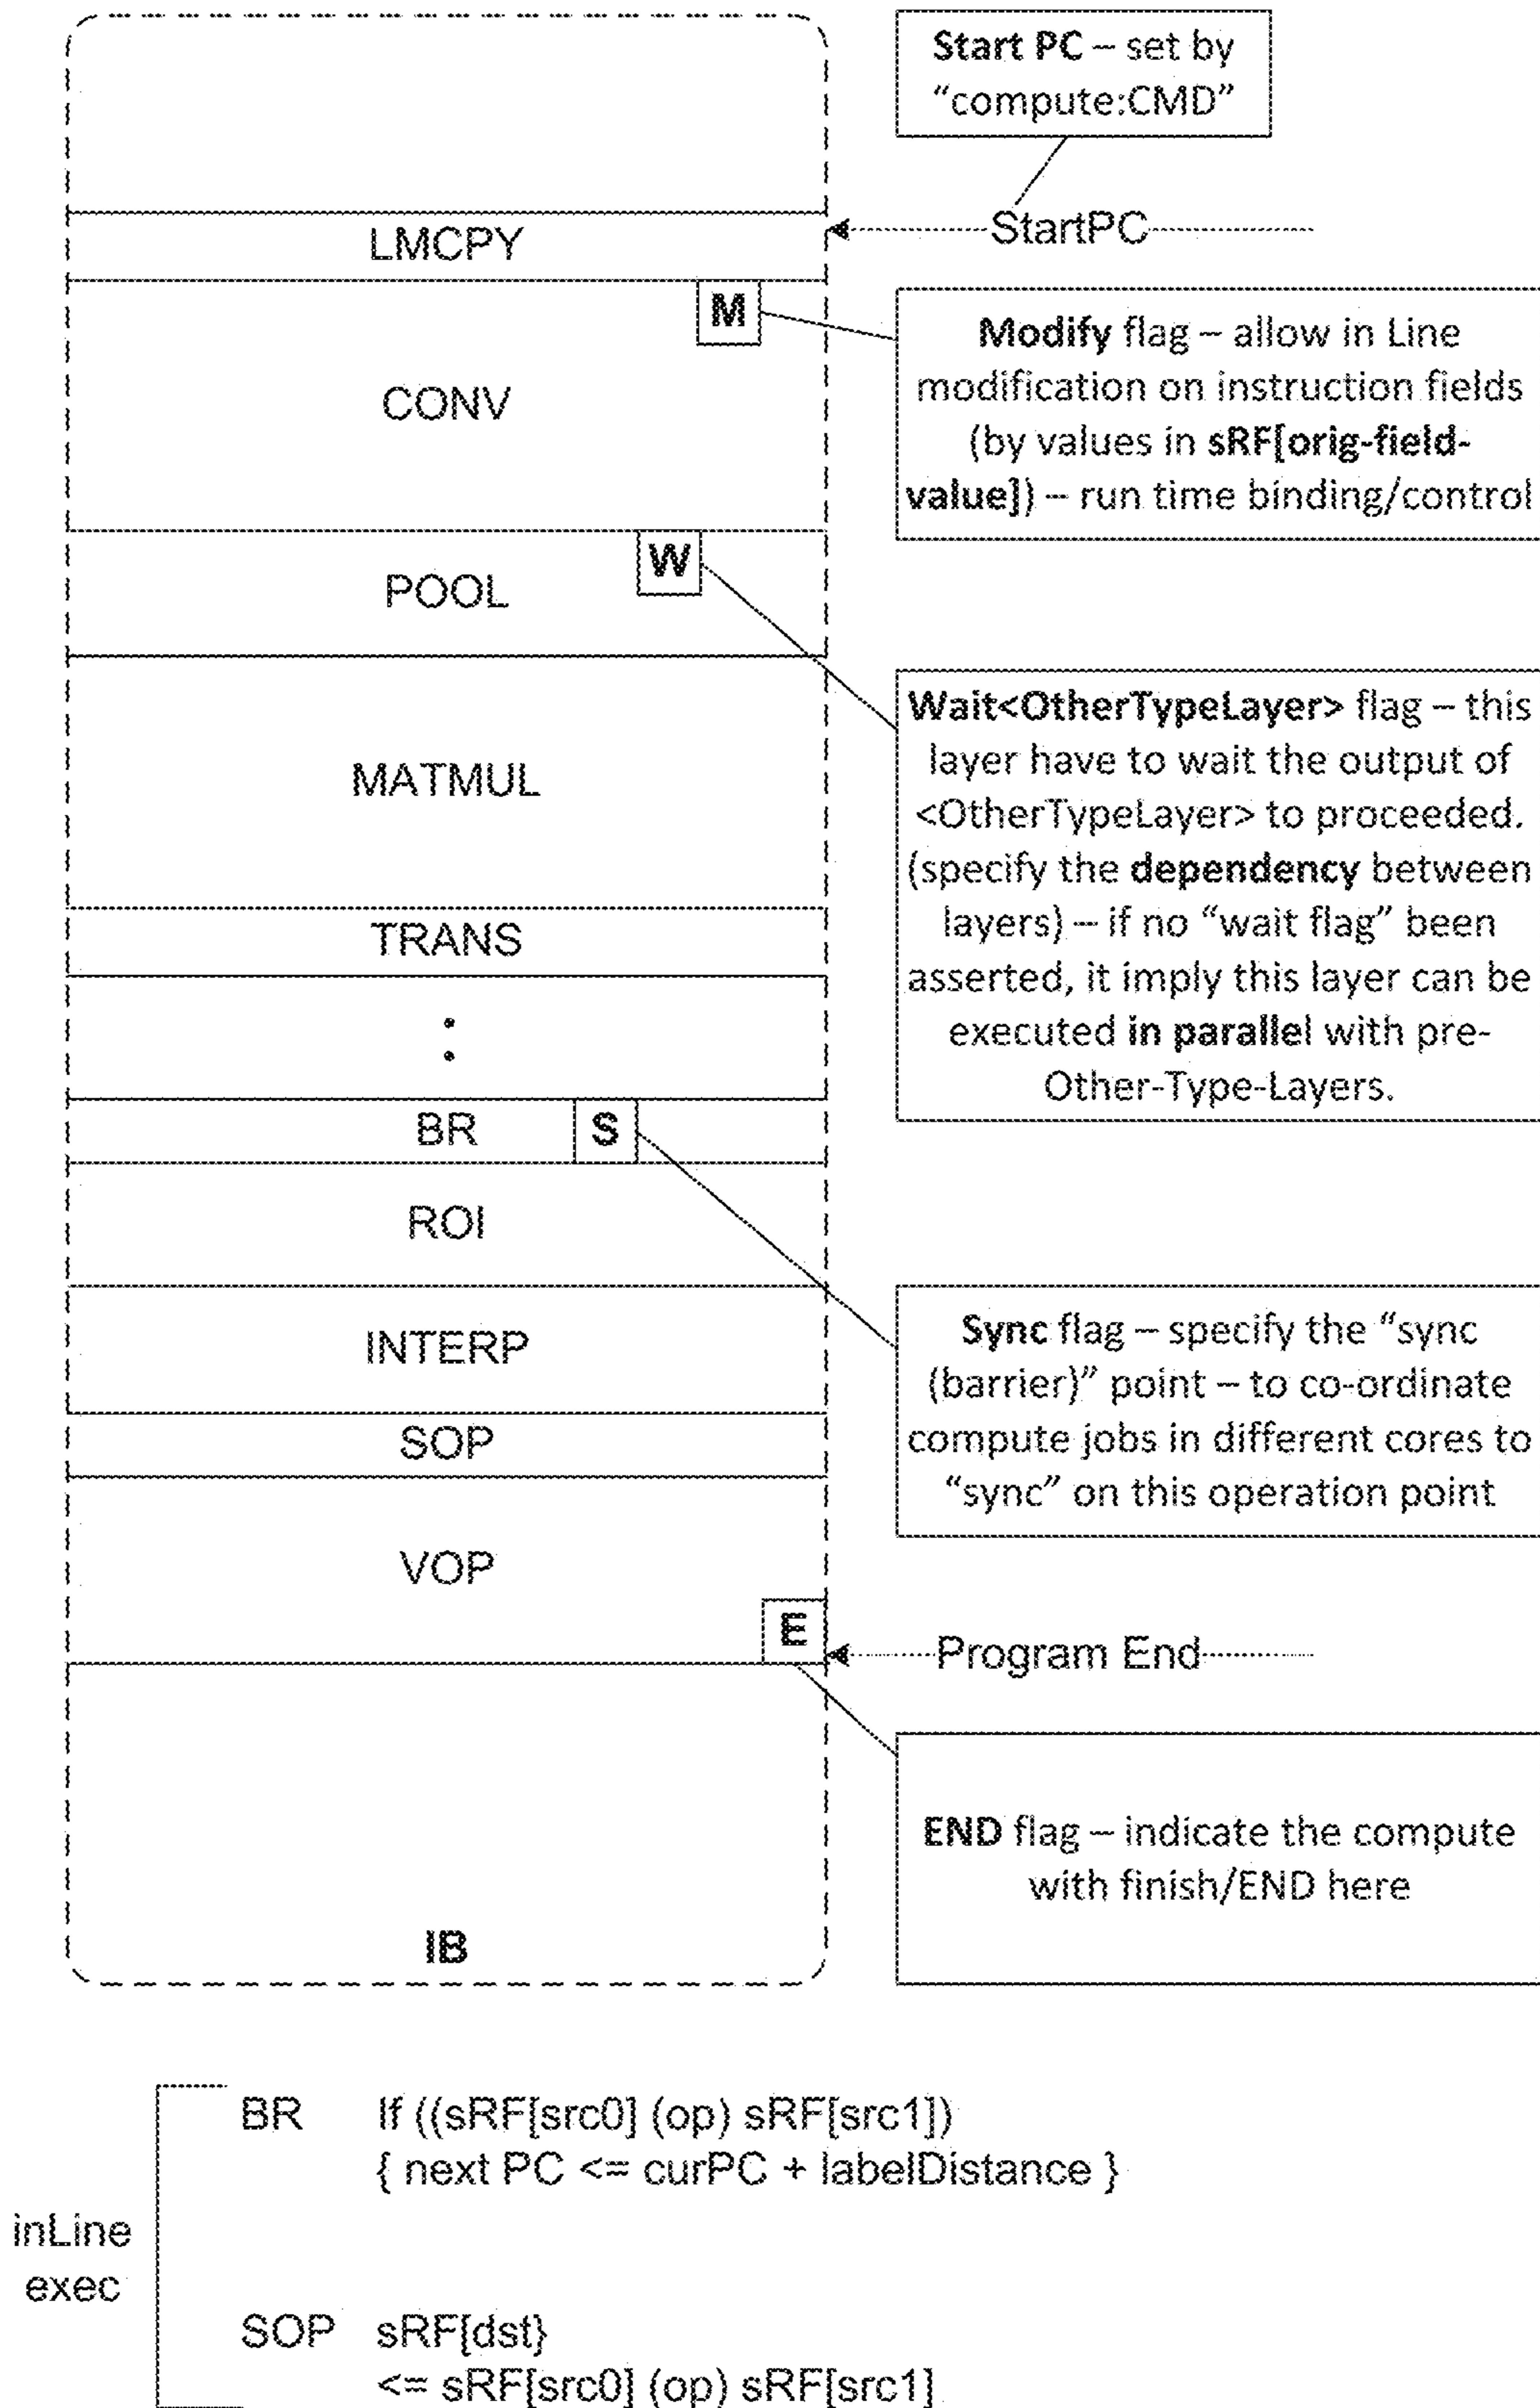 Start PC – set by
“compute:CMD”
StartPC
LMCPY
M
CONV
Modify flag – allow in Line
modification on instruction fields
(by values in sRF[orig-field-
value]) – run time binding/control
W
POOL
MATMUL
Wait<OtherTypeLayer> flag – this
layer have to wait the output of
<OtherTypeLayer> to proceeded.
(specify the dependency between
layers) – if no “wait flag” been
asserted, it imply this layer can be
executed in parallel with pre-
Other-Type-Layers.
TRANS
:
BR
S
ROI
INTERP
Sync flag – specify the “sync
(barrier)” point – to co-ordinate
compute jobs in different cores to
“sync” on this operation point
SOP
VOP
E
Program End
END flag – indicate the compute
with finish/END here
IB
inLine
exec
BR If ((sRF[src0] (op) sRF[src1])
{ next PC <= curPC + labelDistance }
SOP sRF[dst}
<= sRF[src0] (op) sRF[src1]